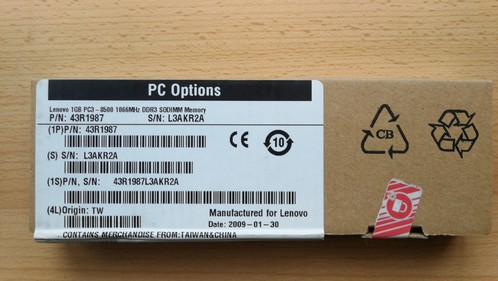 PC Options
Lenovo 1GB PC3-8500 1066MHz DDR3 SODIMM Memory
P/N: 43R1987 S/N: L3AKR2A
(1P)P/N: 43R1987
(S) S/N: L3AKR2A
(1S)P/N, S/N: 43R1987L3AKR2A
(4L)Origin: TW
Manufactured for Lenovo
Date: 2009-01-30
CONTAINS MERCHANDISE FROM:TAIWAN&CHINA
CE
10
CB